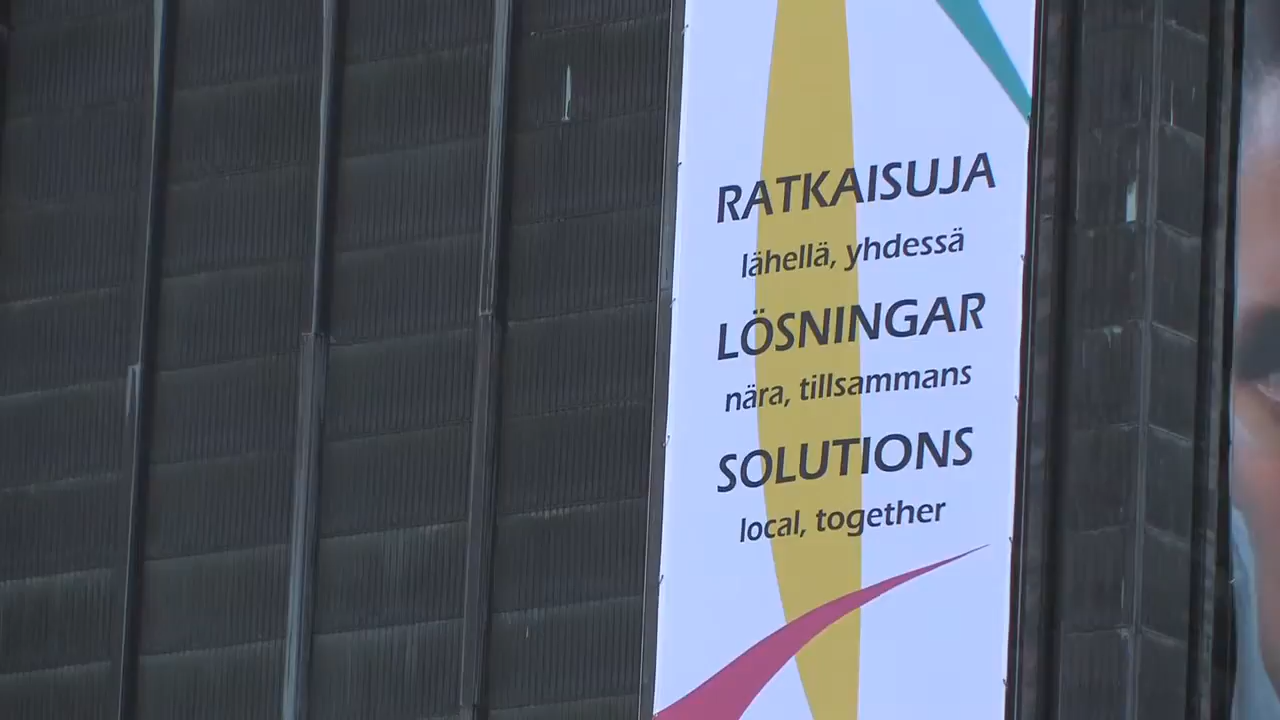 RATKAISUJA
lähellä, yhdessä
LÖSNINGAR
nära, tillsammans
SOLUTIONS
local, together